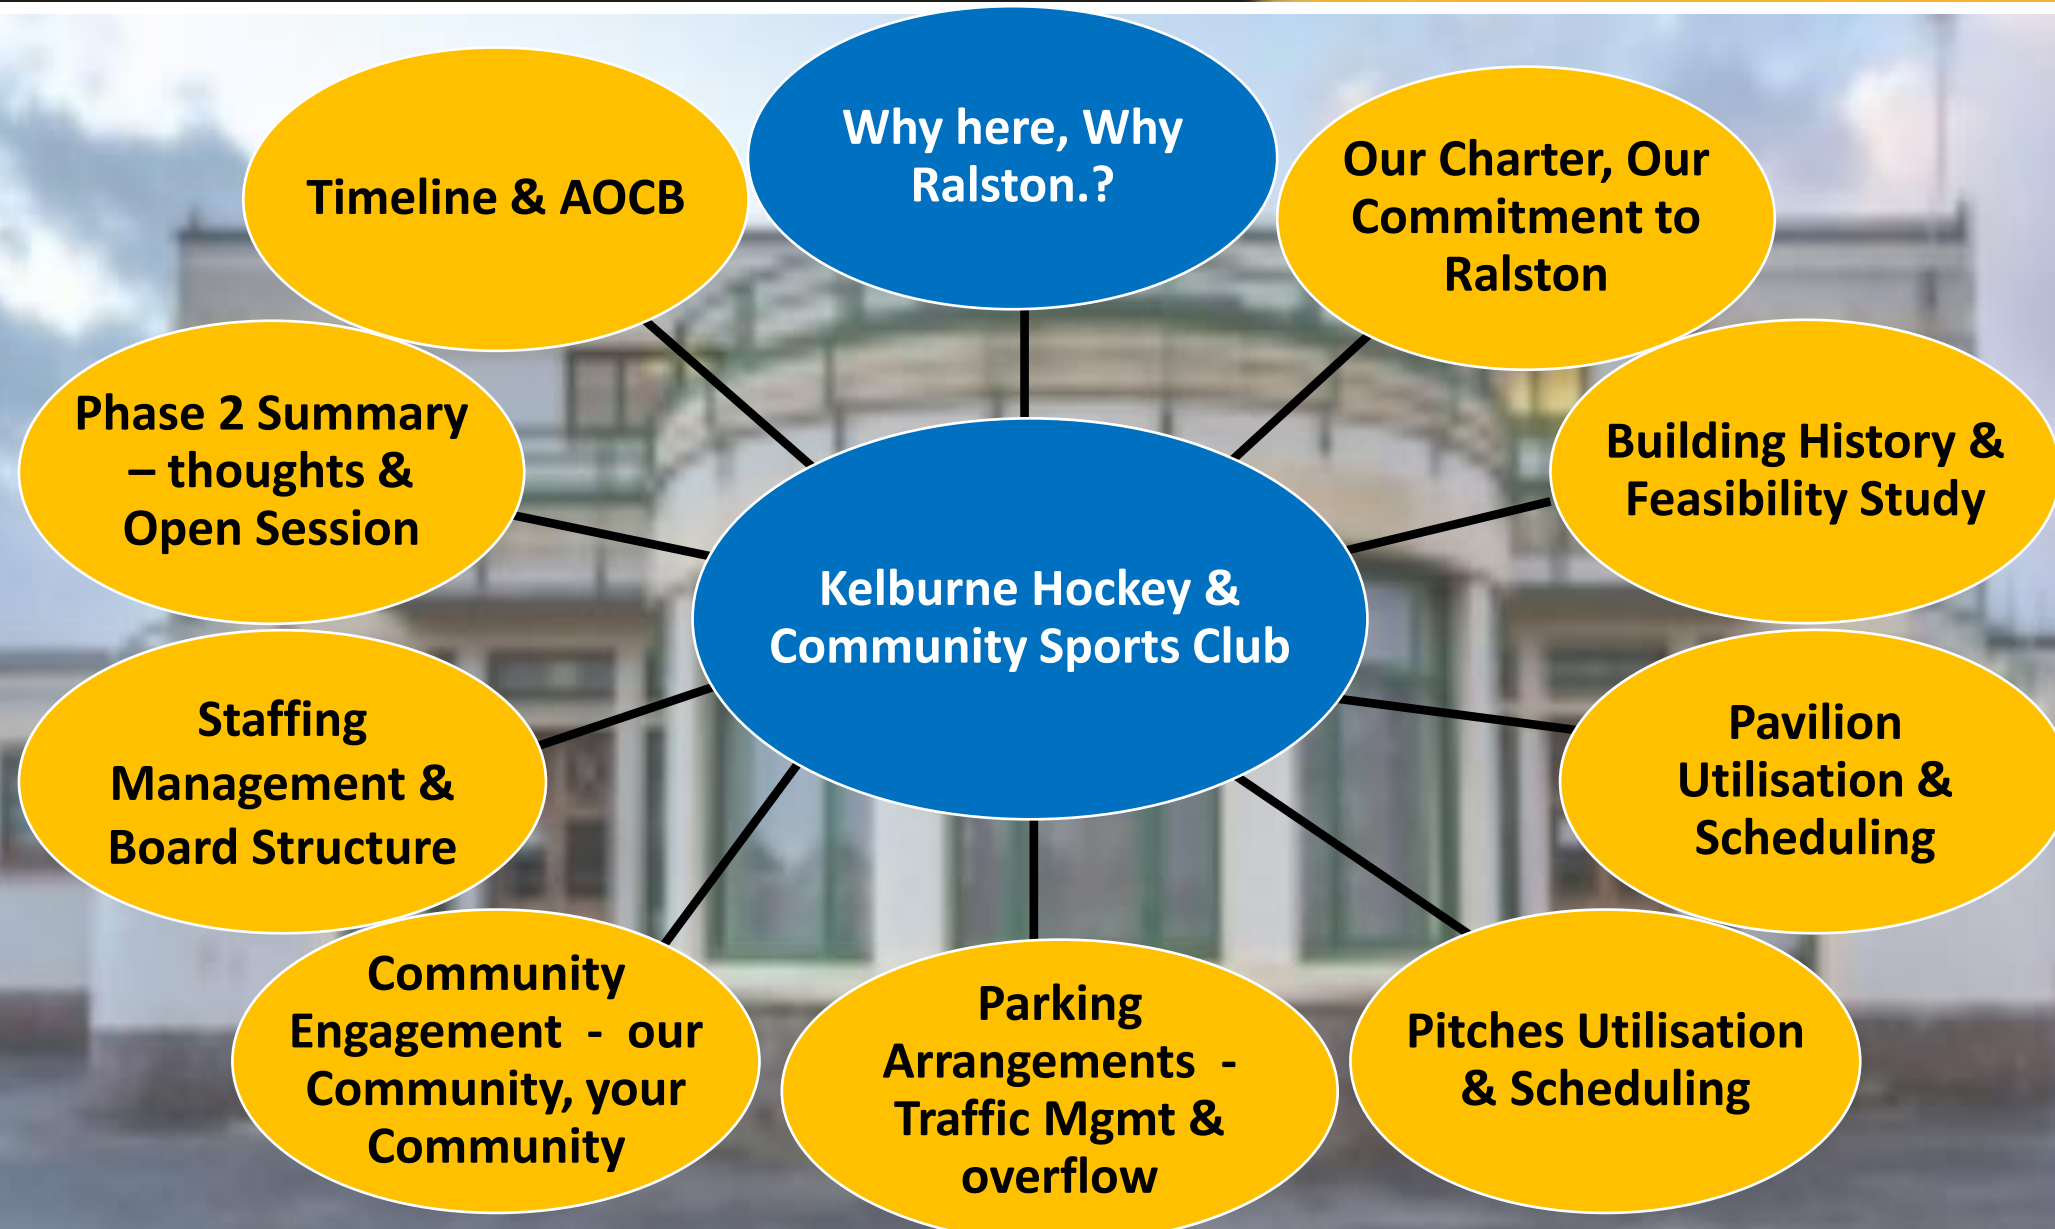 Why here, Why
Ralston.?
Our Charter, Our
Commitment to
Ralston
Building History &
Feasibility Study
Pavilion
Utilisation &
Scheduling
Pitches Utilisation
& Scheduling
Parking
Arrangements  -
Traffic Mgmt &
overflow
Community
Engagement  -  our
Community, your
Community
Staffing
Management &
Board Structure
Phase 2 Summary
– thoughts &
Open Session
Timeline & AOCB
Kelburne Hockey &
Community Sports Club